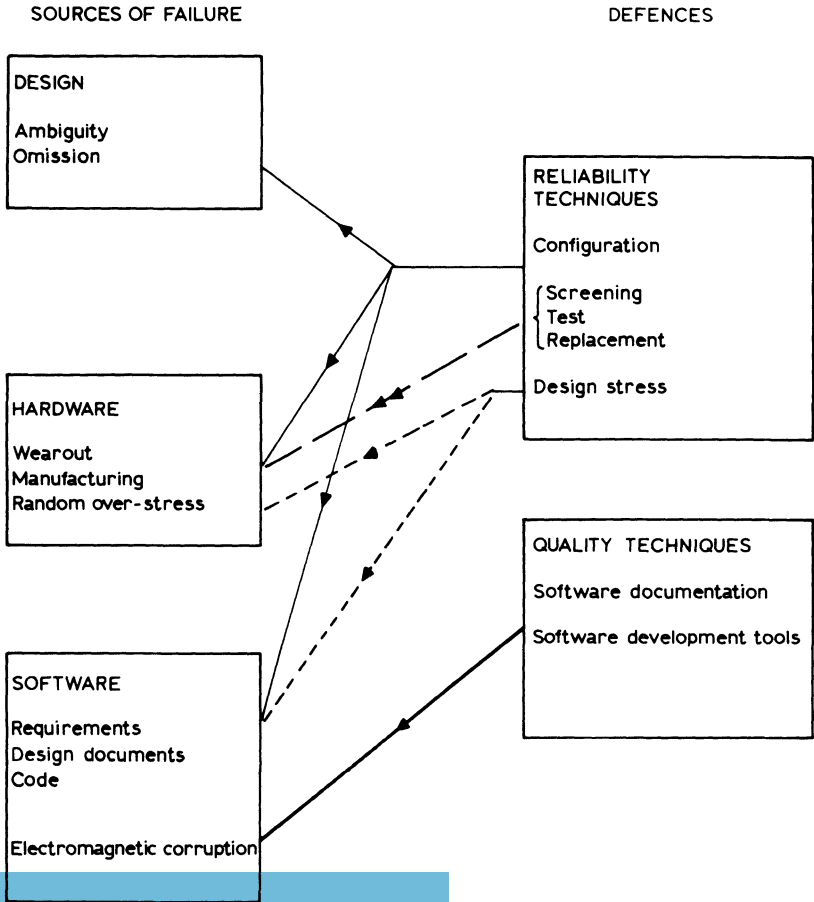 SOURCES OF FAILURE
DEFENCES
DESIGN
Ambiguity
Omission
HARDWARE
Wearout
Manufacturing
Random over-stress
SOFTWARE
Requirements
Design documents
Code
Electromagnetic corruption
RELIABILITY
TECHNIQUES
Configuration
Screening
Test
Replacement
Design stress
QUALITY TECHNIQUES
Software documentation
Software development tools